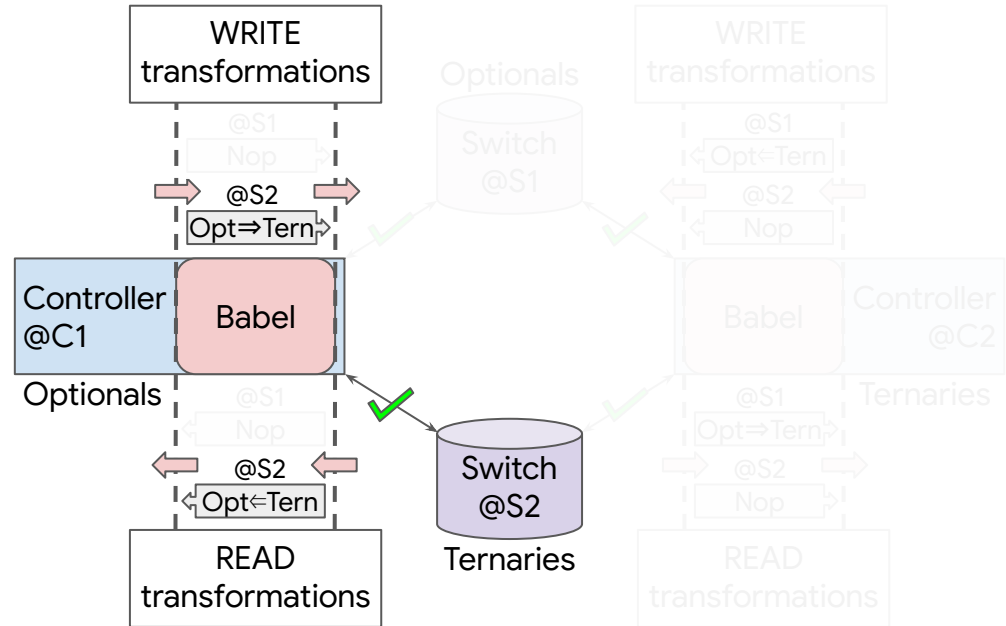 WRITE
transformations
@S1
Nop
@S2
Opt⇒Tern
Controller
@C1
Babel
Optionals
@S1
Nop
@S2
Opt⇐Tern
READ
transformations
Optionals
Switch
@S1
Switch
@S2
Ternaries
WRITE
transformations
@S1
Opt⇐Tern
@S2
Nop
Babel
Controller
@C2
Ternaries
@S1
Opt⇒Tern
@S2
Nop
READ
transformations